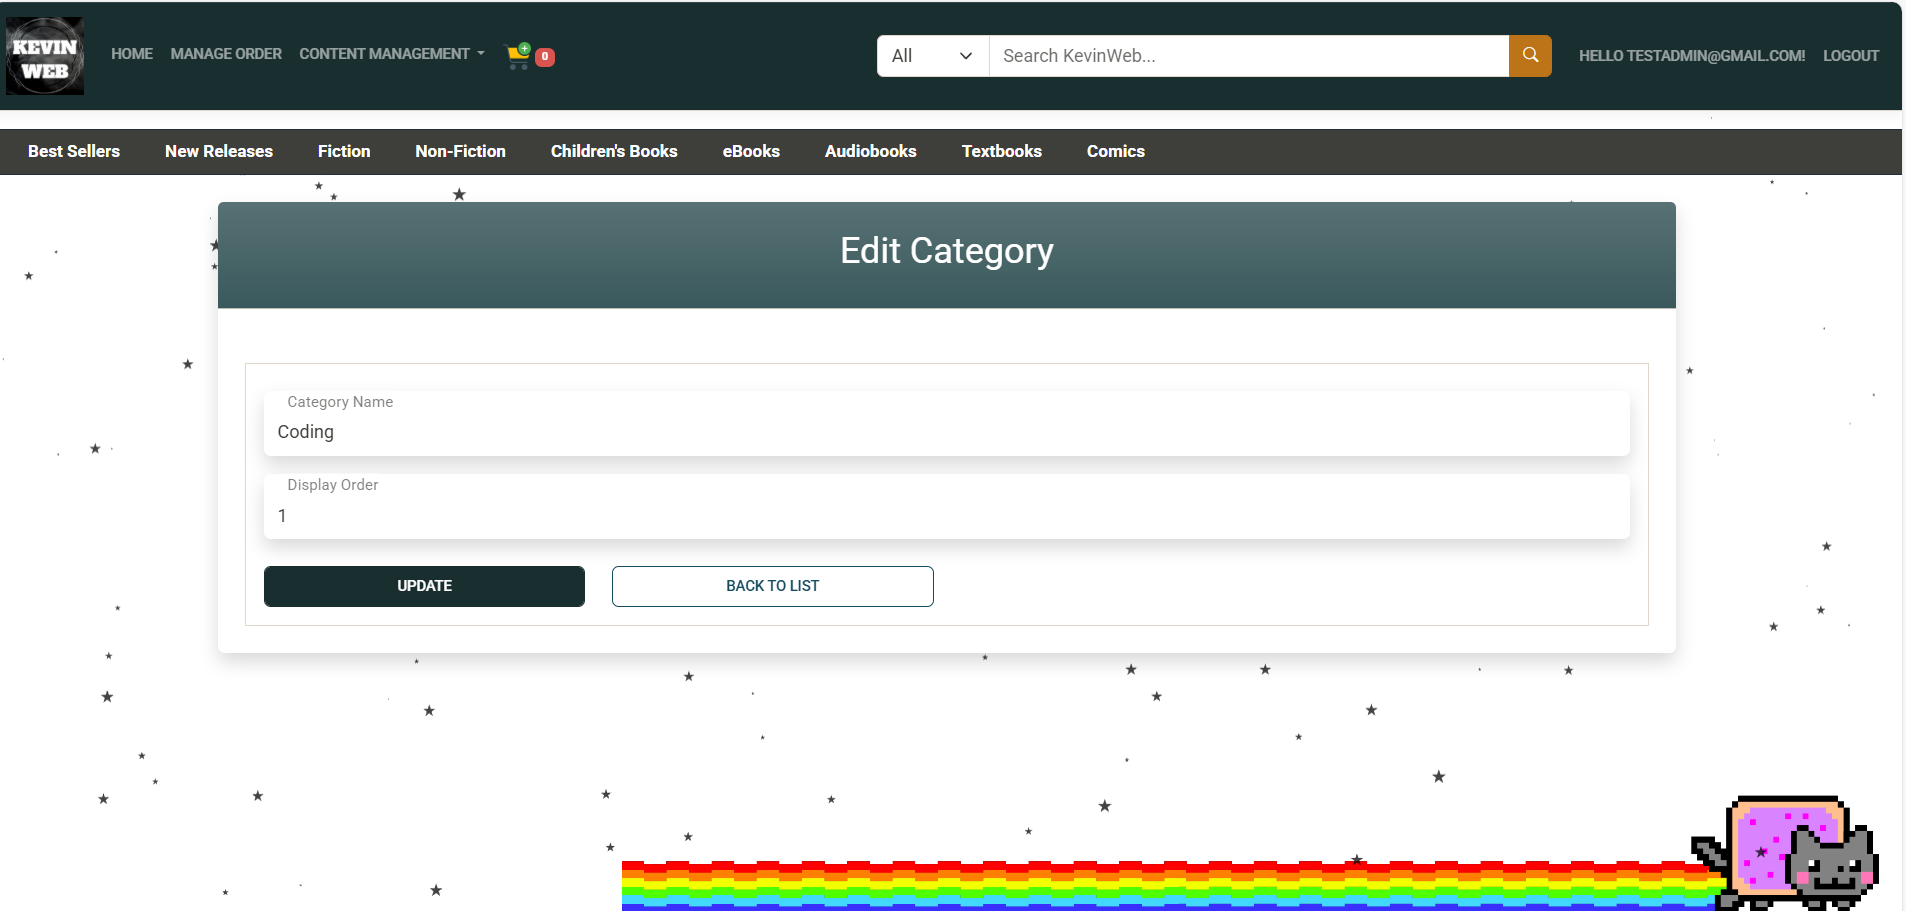 KEVIN
WEB
HOME MANAGE ORDER CONTENT MANAGEMENT
+
0
All
Search KevinWeb...
HELLO TESTADMIN@GMAIL.COM! LOGOUT
Best Sellers New Releases Fiction Non-Fiction Children's Books eBooks Audiobooks Textbooks Comics
Edit Category
Category Name
Coding
Display Order
1
UPDATE BACK TO LIST